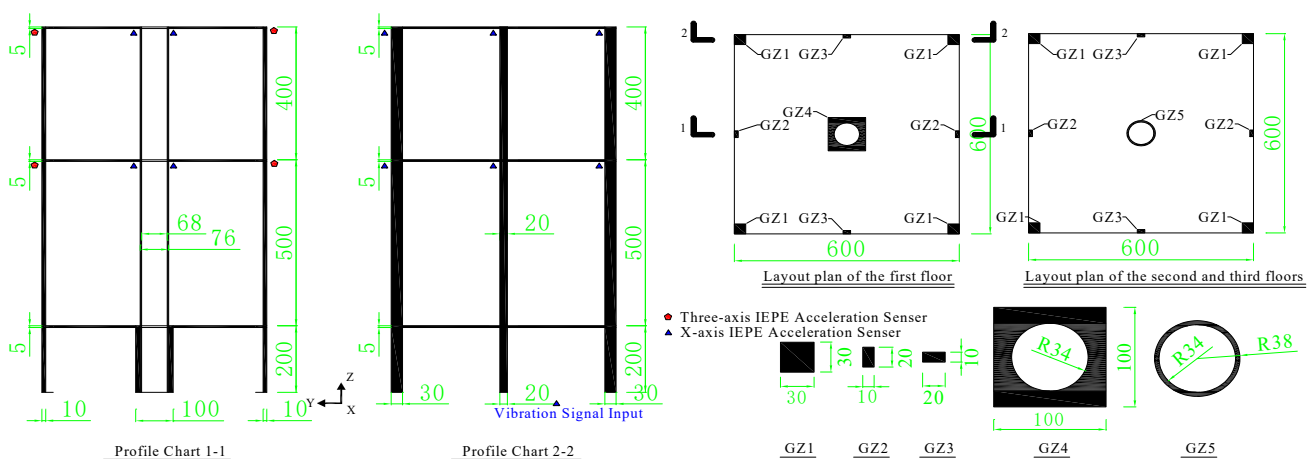 5
400
5
68
76
500
5
200
10
100
10
Y
Z
X
Profile Chart 1-1
5
5
20
5
400
500
200
30
20
30
Vibration Signal Input
Profile Chart 2-2
2
2
GZ1
GZ3
GZ1
GZ4
1
1
GZ2
GZ2
600
GZ1
GZ3
GZ1
600
Layout plan of the first floor
GZ1
GZ3
GZ1
GZ5
GZ2
GZ2
600
GZ1
GZ3
GZ1
600
Layout plan of the second and third floors
Three-axis IEPE Acceleration Senser
X-axis IEPE Acceleration Senser
30
30
GZ1
20
10
GZ2
10
20
GZ3
R34
100
100
GZ4
R34
R38
GZ5